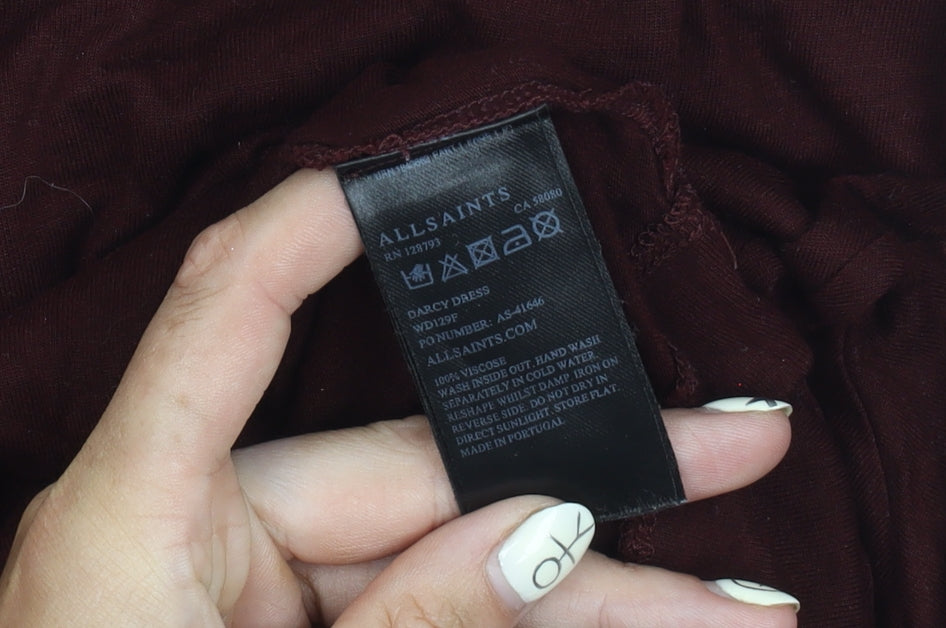 ALLSAINTS
RN 128793 CA 58080
DARCY DRESS
WD129F
PO NUMBER: AS-41646
ALLSAINTS.COM
100% VISCOSE
WASH INSIDE OUT. HAND WASH
SEPARATELY IN COLD WATER.
RESHAPE WHILST DAMP. IRON ON
REVERSE SIDE. DO NOT DRY IN
DIRECT SUNLIGHT. STORE FLAT.
MADE IN PORTUGAL